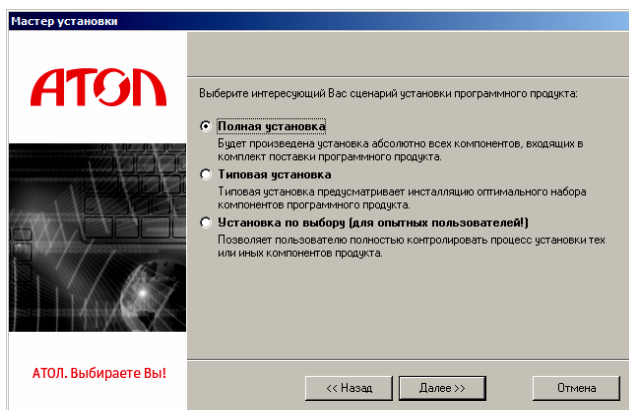 Мастер установки
АТОЛ
Выберите интересующий Вас сценарий установки программного продукта:
Полная установка
Будет произведена установка абсолютно всех компонентов, входящих в
комплект поставки программного продукта.
Типовая установка
Типовая установка предусматривает инсталляцию оптимального набора
компонентов программного продукта.
Установка по выбору (для опытных пользователей!)
Позволяет пользователю полностью контролировать процесс установки тех
или иных компонентов продукта.
АТОЛ. Выбираете Вы!
<< Назад Далее >> Отмена